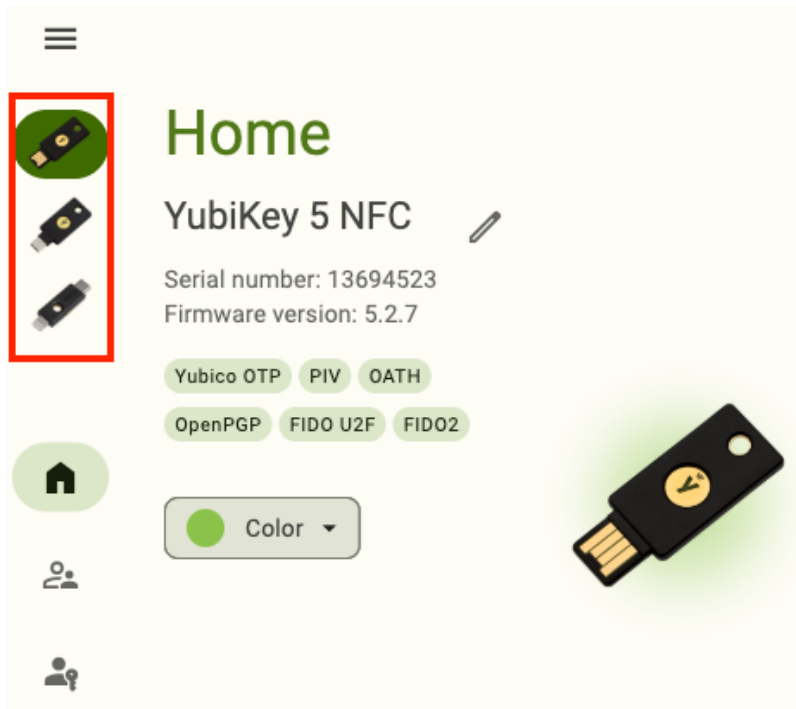 Home
YubiKey 5 NFC
Serial number: 13694523
Firmware version: 5.2.7
Yubico OTP PIV OATH
OpenPGP FIDO U2F FIDO2
Color